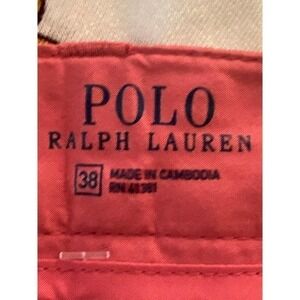 POLO
RALPH LAUREN
38 MADE IN CAMBODIA
RN 41381